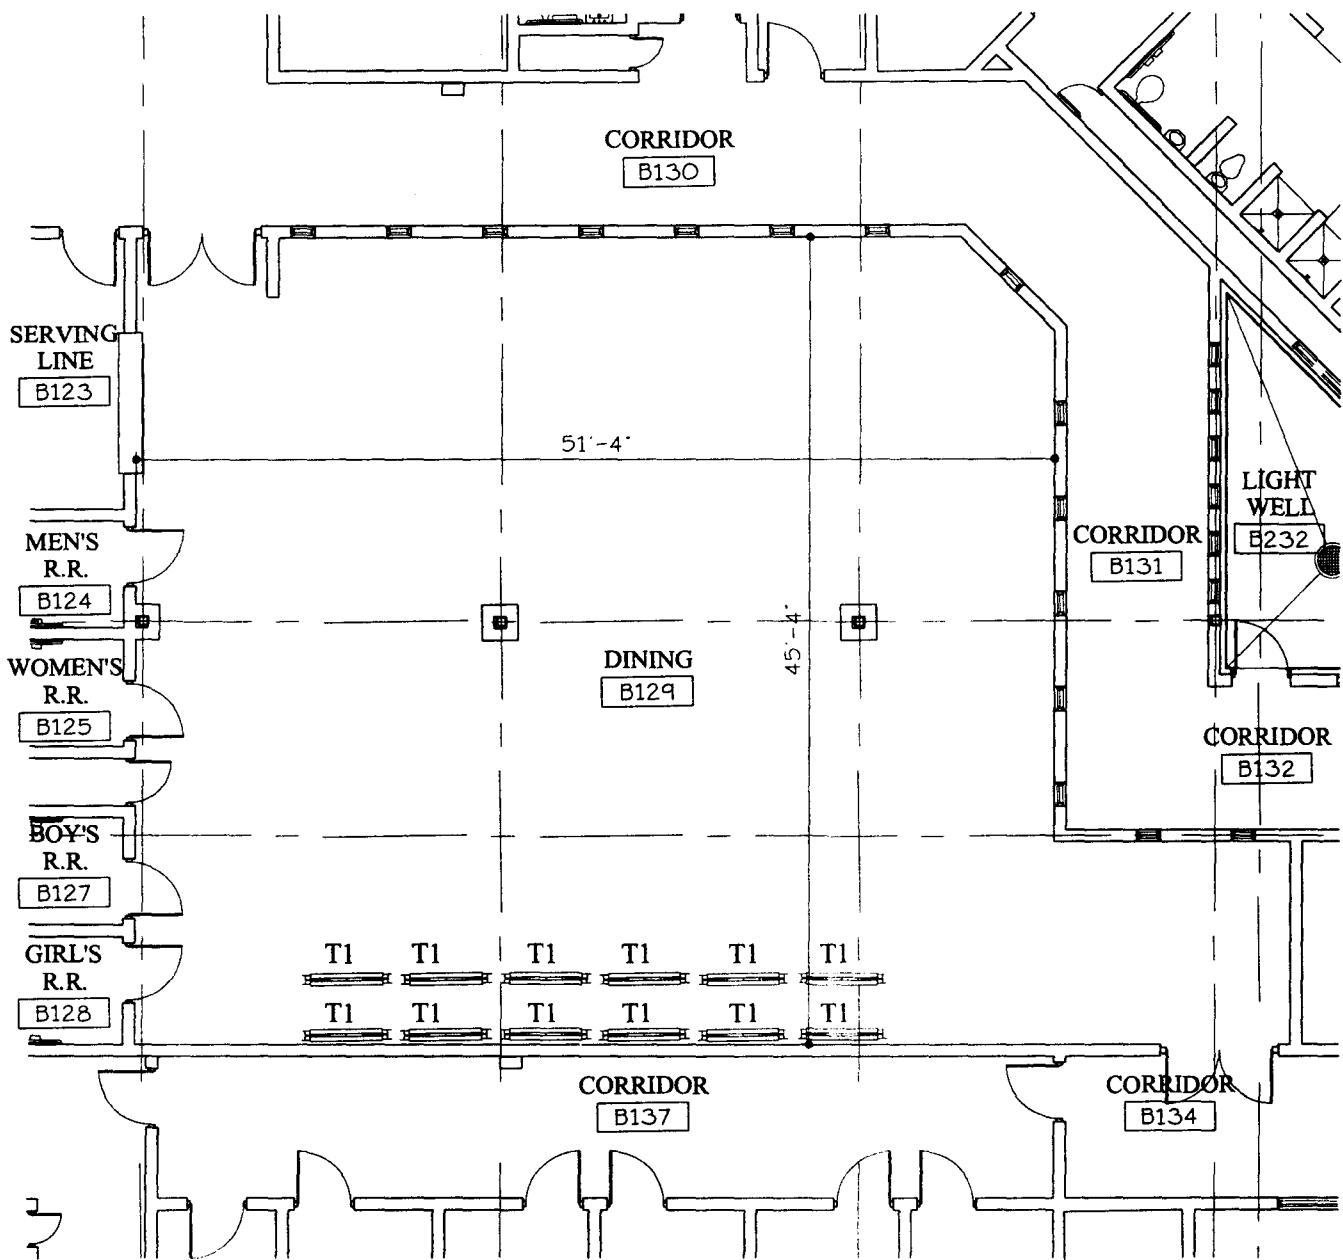 CORRIDOR
B130
SERVING
LINE
B123
51'-4"
LIGHT
WELL
B232
MEN'S
R.R.
B124
CORRIDOR
B131
45'-4"
DINING
B129
WOMEN'S
R.R.
B125
CORRIDOR
B132
BOY'S
R.R.
B127
GIRL'S
R.R.
B128
T1 T1 T1 T1 T1 T1
T1 T1 T1 T1 T1 T1
CORRIDOR
B137
CORRIDOR
B134